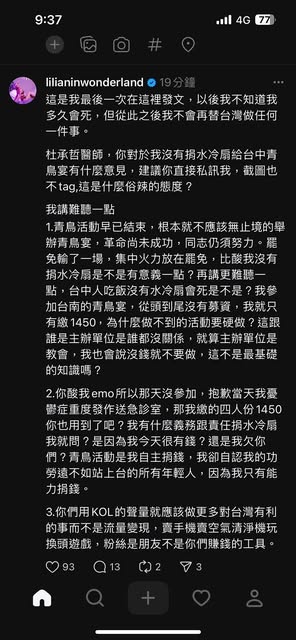 9:37
4G 77
lilianinwonderland 19分鐘
這是我最後一次在這裡發文，以後我不知道我
多久會死，但從此之後我不會再替台灣做任何
一件事。
杜承哲醫師，你對於我沒有捐水冷扇給台中青
鳥宴有什麼意見，建議你直接私訊我，截圖也
不tag,這是什麼俗辣的態度？
我講難聽一點
1.青鳥活動早已結束，根本就不應該無止境的舉
辦青鳥宴，革命尚未成功，同志仍須努力。罷
免輸了一場，集中火力放在罷免，比酸我沒有
捐水冷扇是不是有意義一點？再講更難聽一
點，台中人吃飯沒有水冷扇會死是不是？我參
加台南的青鳥宴，從頭到尾沒有募資，我就只
有繳1450，為什麼做不到的活動要硬做？這跟
誰是主辦單位是誰都沒關係，就算主辦單位是
教會，我也會說沒錢就不要做，這不是最基礎
的知識嗎？
2.你酸我emo所以那天沒參加，抱歉當天我憂
鬱症重度發作送急診室，那我繳的四人份1450
你也用到了吧？我有什麼義務跟責任捐水冷扇
我就問？是因為我今天很有錢？還是我欠你
們？青鳥活動是我自主捐錢，我卻自認我的功
勞遠不如站上台的所有年輕人，因為我只有能
力捐錢。
3.你們用KOL的聲量就應該做更多對台灣有利
的事而不是流量變現，賣手機賣空氣清淨機玩
換頭遊戲，粉絲是朋友不是你們賺錢的工具。
93 13 2 3